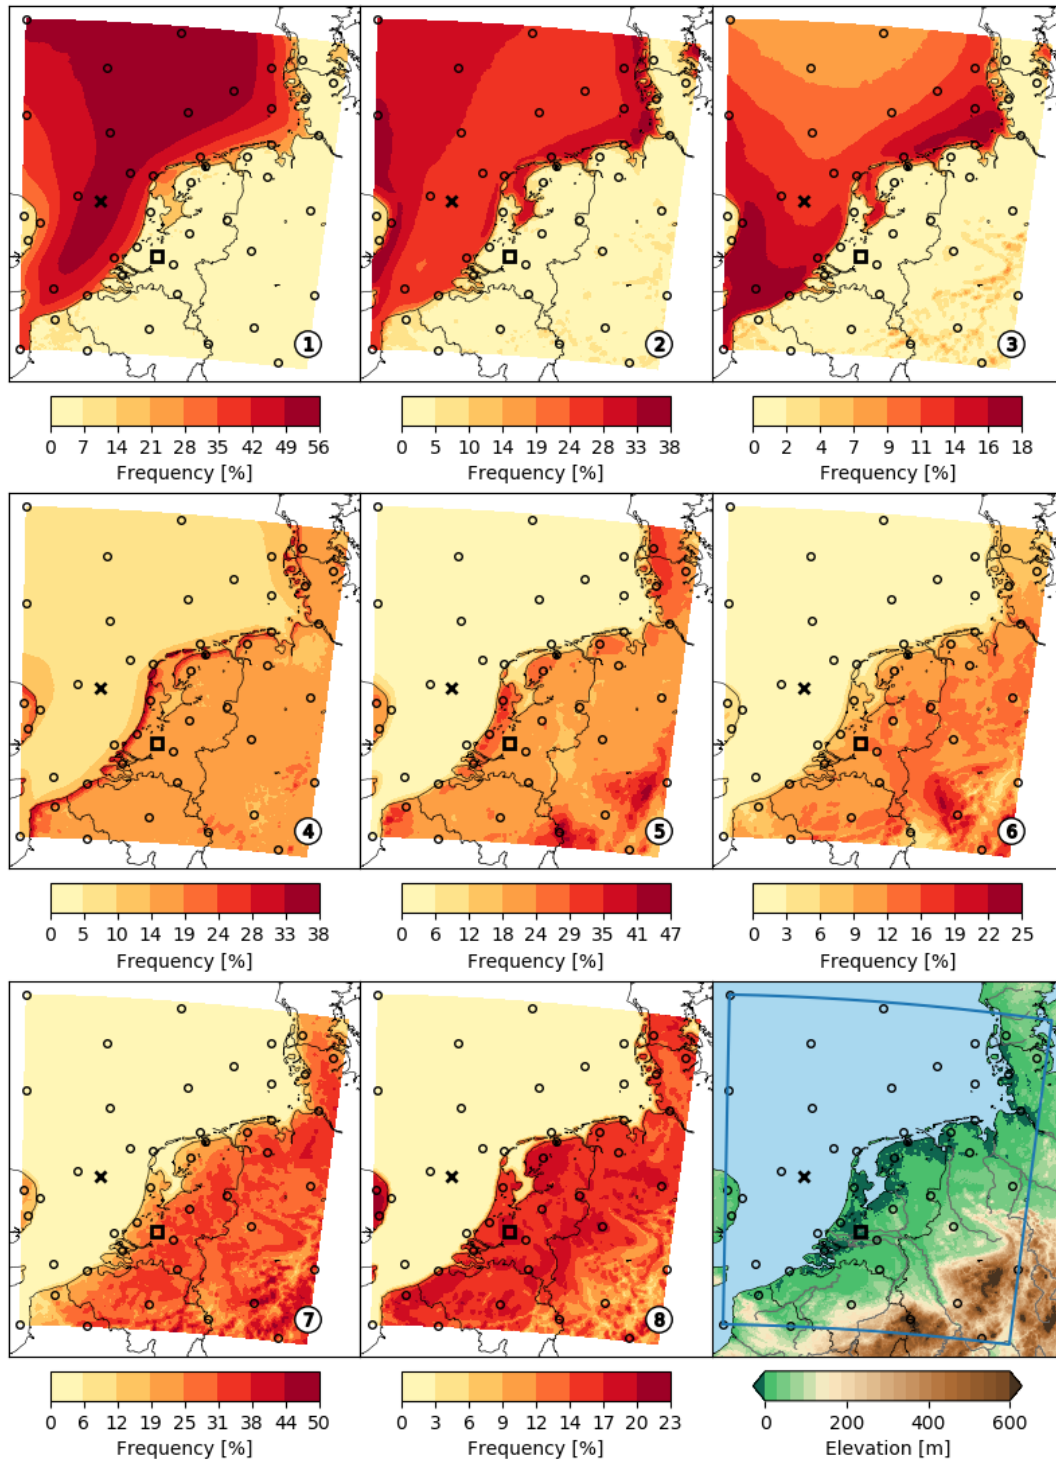 1 2 3
0 7 14 21 28 35 42 49 56 0 5 10 14 19 24 28 33 38 0 2 4 7 9 11 14 16 18
Frequency [%] Frequency [%] Frequency [%]
4 5 6
0 5 10 14 19 24 28 33 38 0 6 12 18 24 29 35 41 47 0 3 6 9 12 16 19 22 25
Frequency [%] Frequency [%] Frequency [%]
7 8
0 6 12 19 25 31 38 44 50 0 3 6 9 12 14 17 20 23 0 200 400 600
Frequency [%] Frequency [%] Elevation [m]